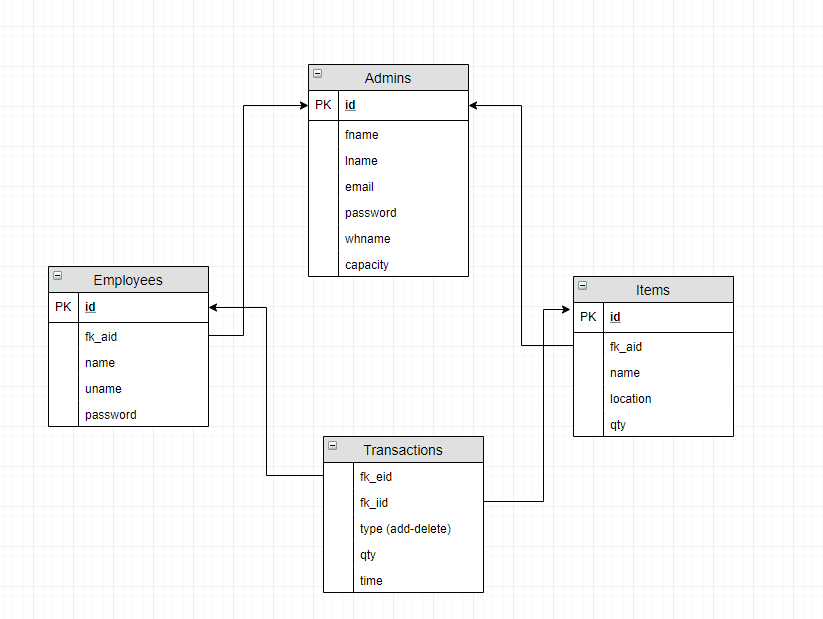 Admins
PK id
fname
lname
email
password
whname
capacity
Employees
PK id
fk_aid
name
uname
password
Items
PK id
fk_aid
name
location
qty
Transactions
fk_eid
fk_iid
type (add-delete)
qty
time